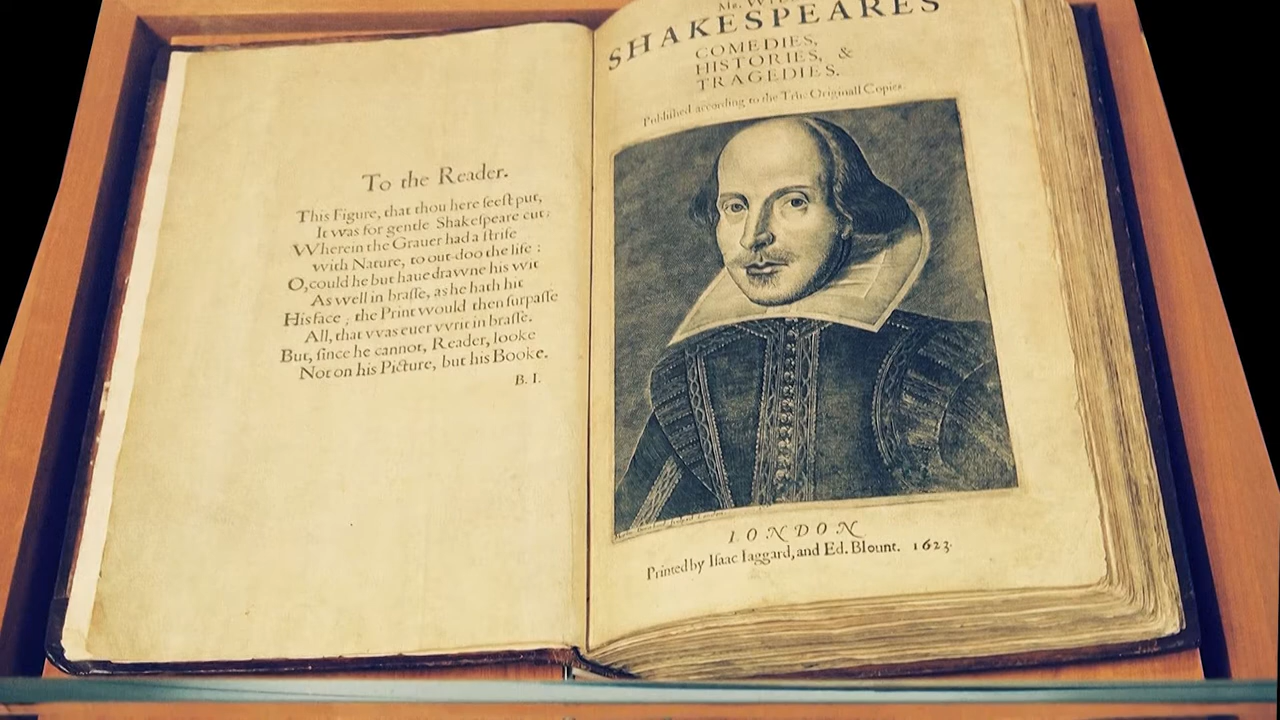 To the Reader.
This Figure, that thou here seeſt put,
It was for gentle Shakeſpeare cut:
Wherein the Grauer had a ſtrife
with Nature, to out-doo the life :
O, could he but haue drawne his wit
As well in braſſe, as he hath hit
His face ; the Print would then ſurpaſſe
All, that vvas euer vvrit in braſſe.
But, ſince he cannot, Reader, looke
Not on his Picture, but his Booke.
B. I.
Mr.
SHAKESPEARES
COMEDIES,
HISTORIES, &
TRAGEDIES.
Publiſhed according to the True Originall Copies.
LONDON
Printed by Iſaac Iaggard, and Ed. Blount. 1623.